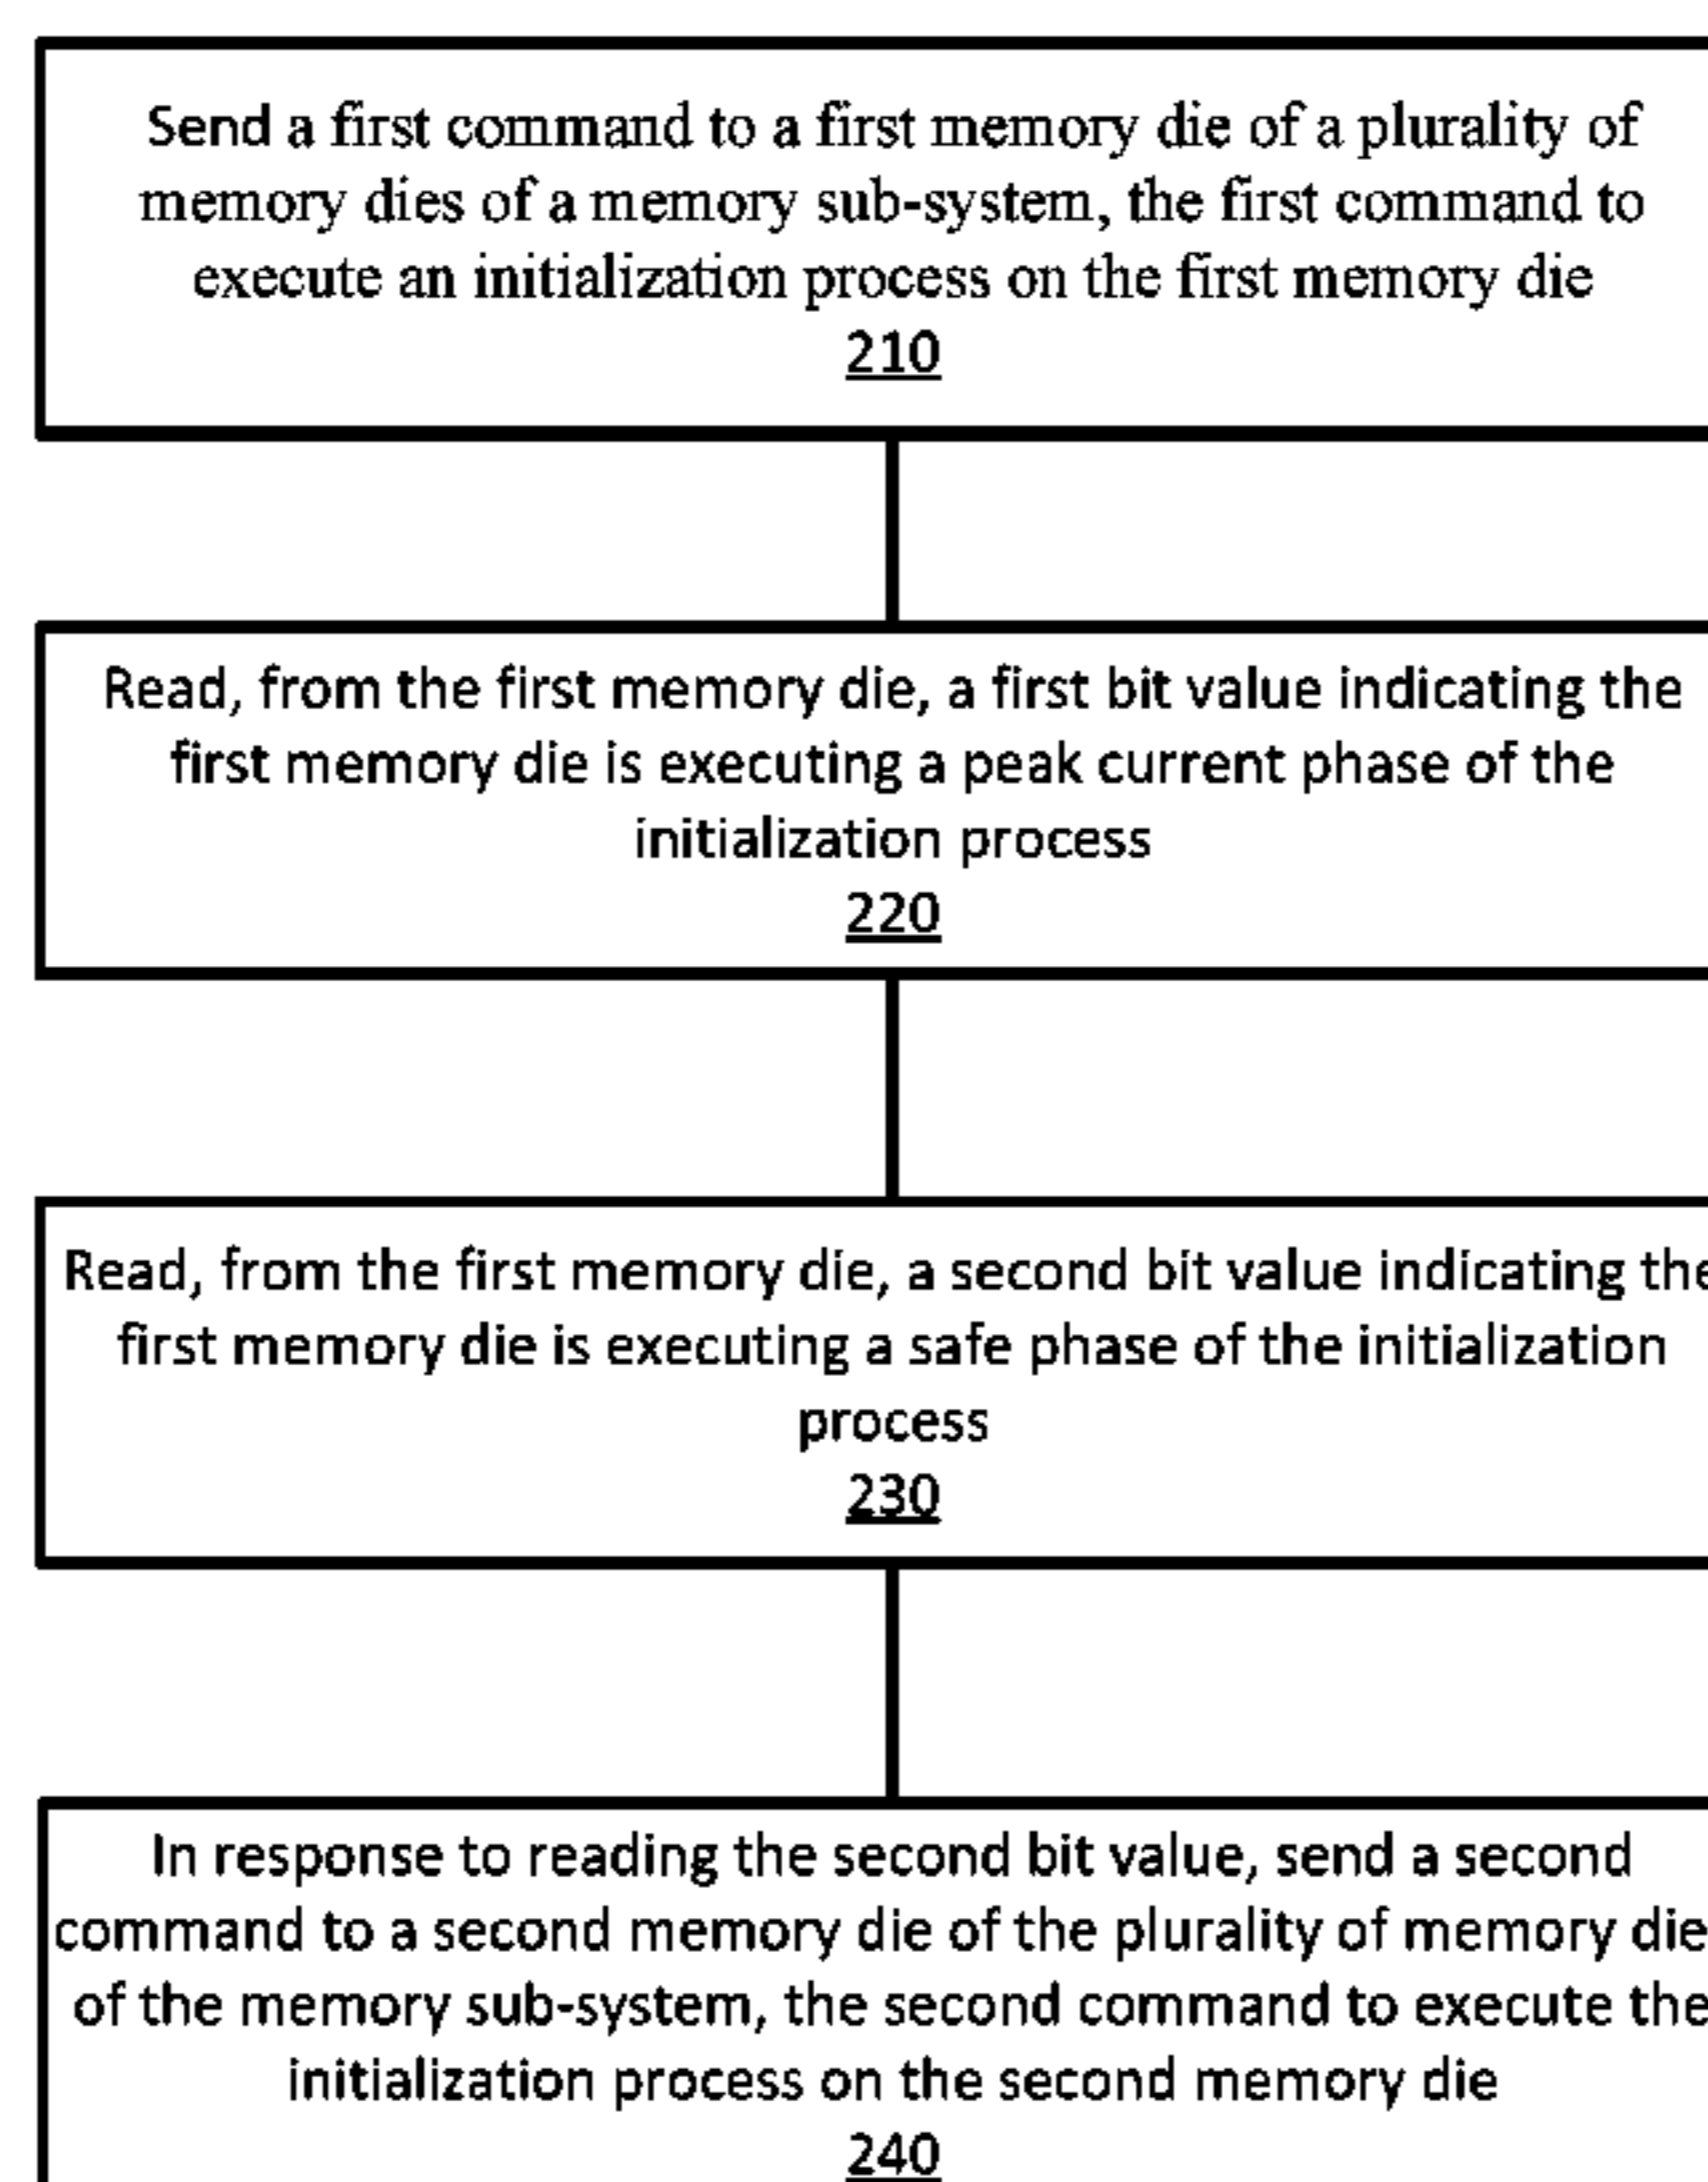 Send a first command to a first memory die of a plurality of
memory dies of a memory sub-system, the first command to
execute an initialization process on the first memory die
210
Read, from the first memory die, a first bit value indicating the
first memory die is executing a peak current phase of the
initialization process
220
Read, from the first memory die, a second bit value indicating the
first memory die is executing a safe phase of the initialization
process
230
In response to reading the second bit value, send a second
command to a second memory die of the plurality of memory die
of the memory sub-system, the second command to execute the
initialization process on the second memory die
240